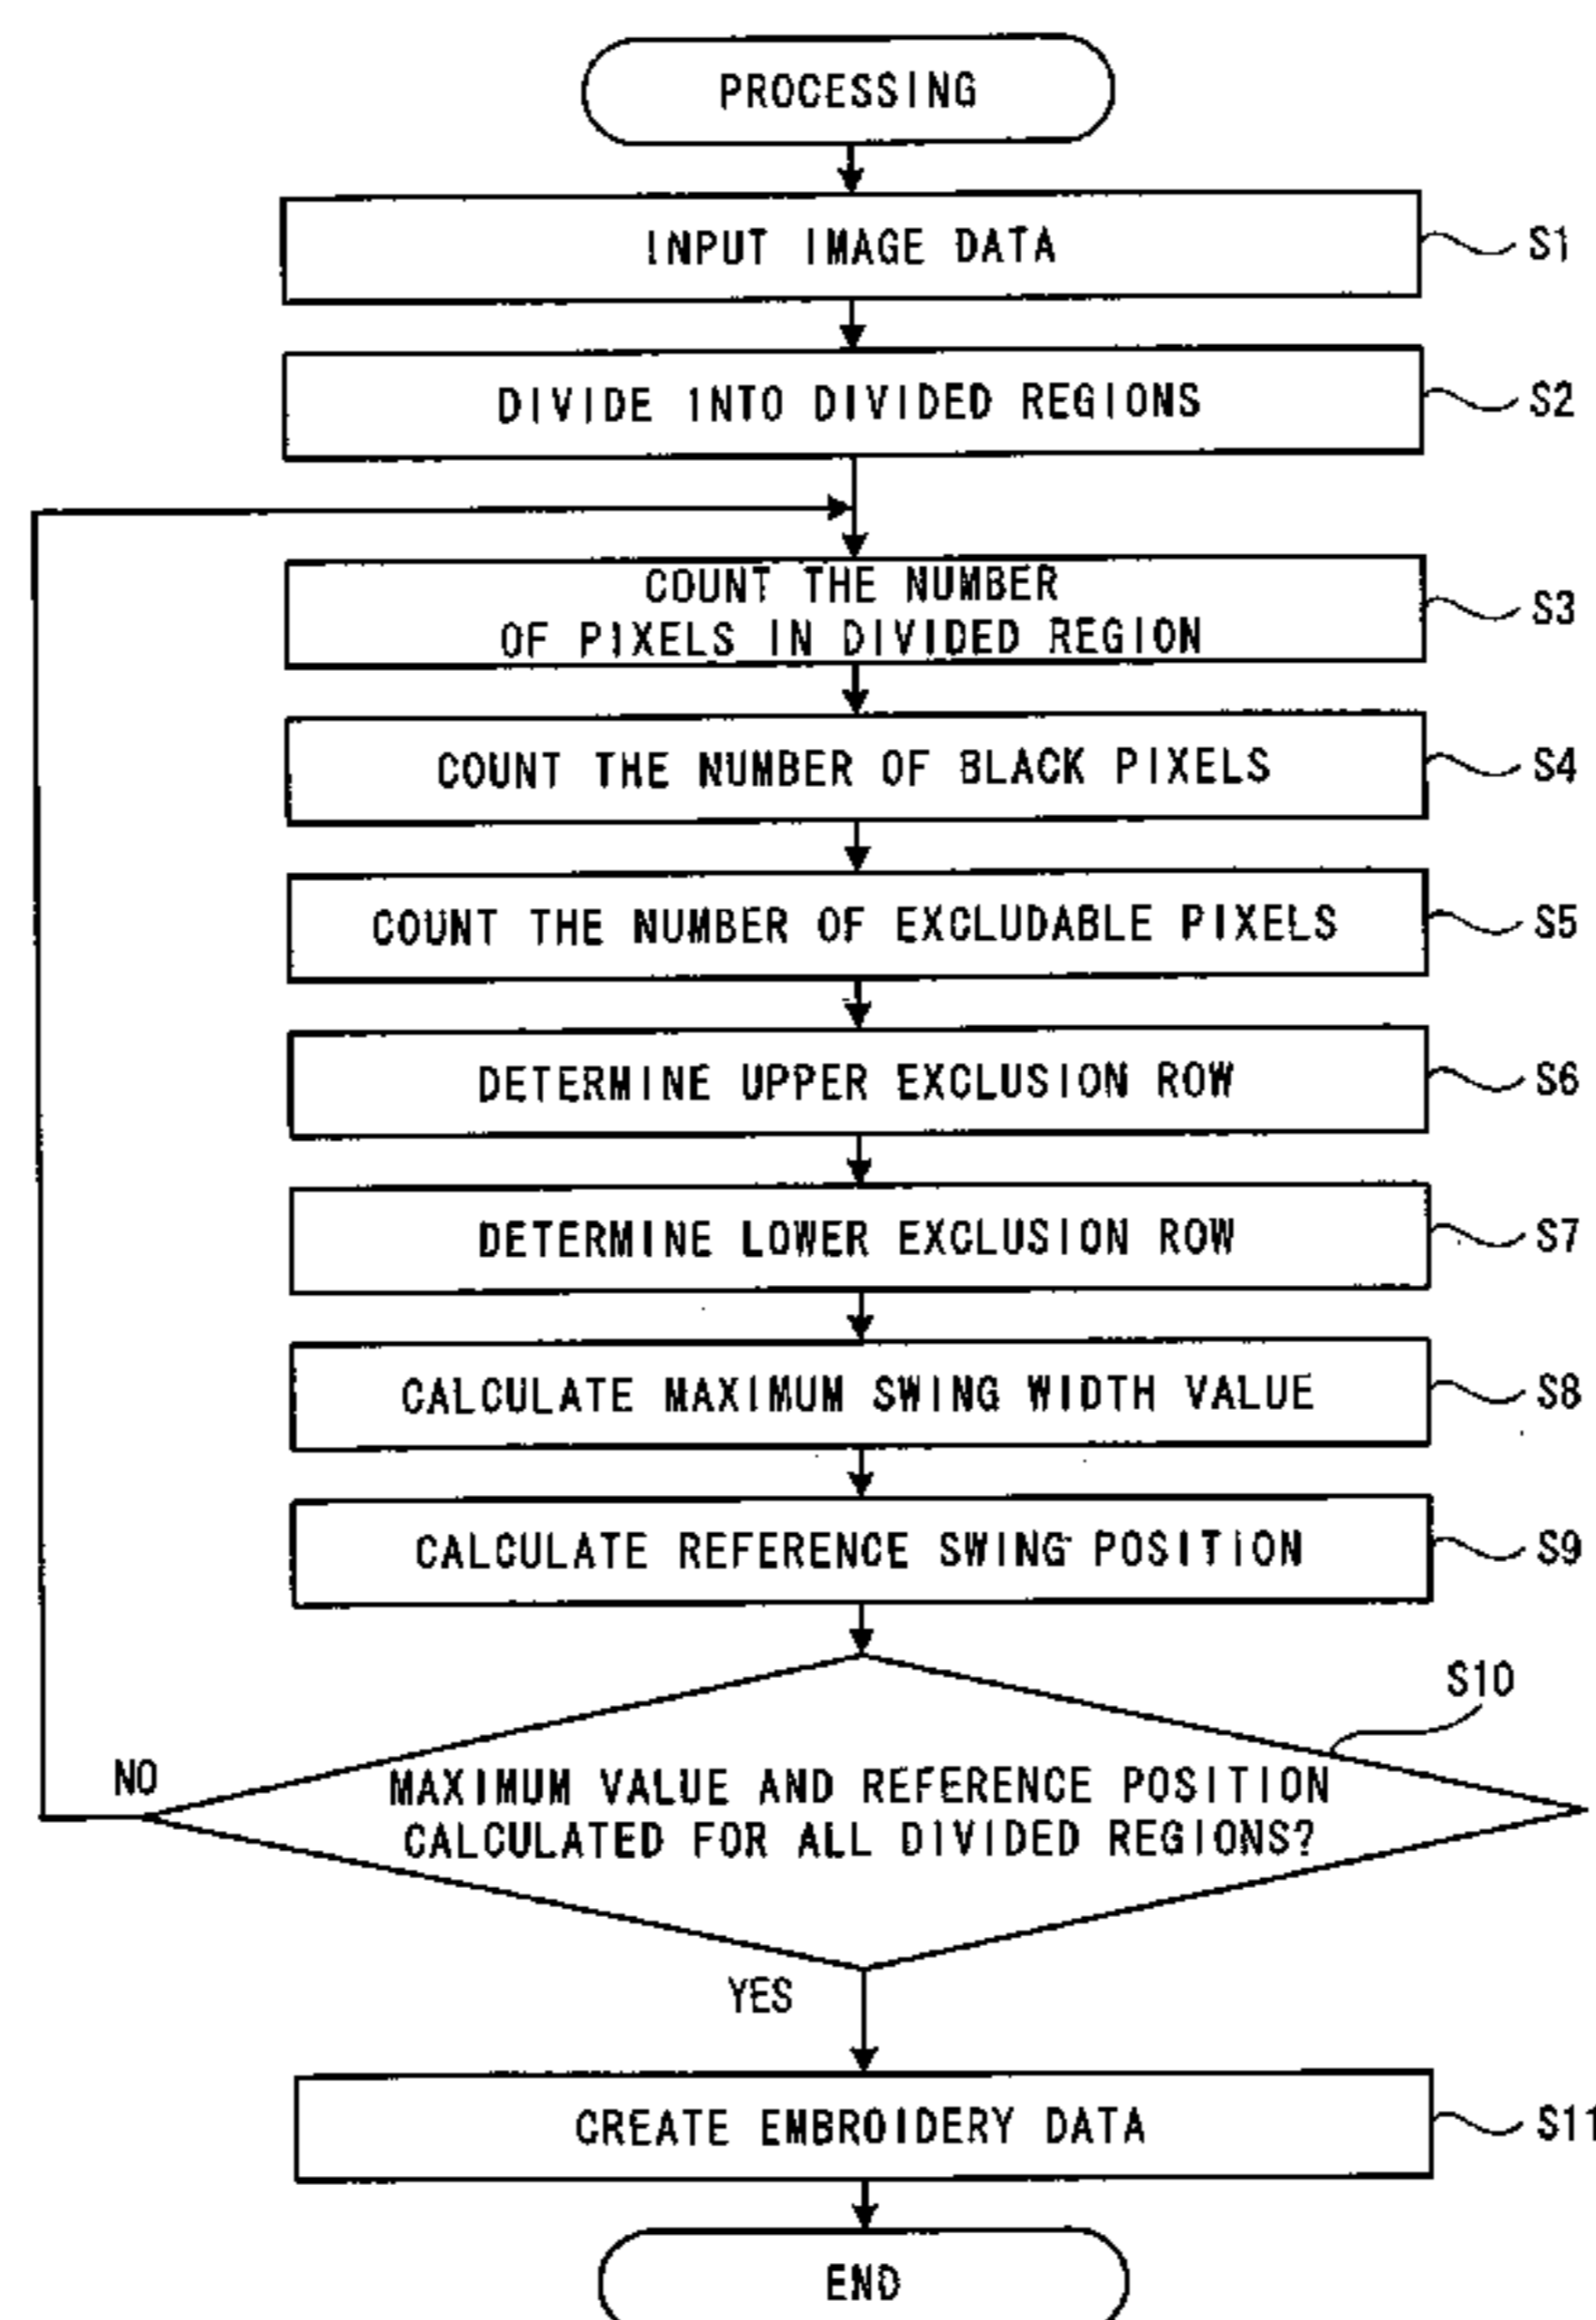 PROCESSING
INPUT IMAGE DATA
S1
DIVIDE INTO DIVIDED REGIONS
S2
COUNT THE NUMBER
OF PIXELS IN DIVIDED REGION
S3
COUNT THE NUMBER OF BLACK PIXELS
S4
COUNT THE NUMBER OF EXCLUDABLE PIXELS
S5
DETERMINE UPPER EXCLUSION ROW
S6
DETERMINE LOWER EXCLUSION ROW
S7
CALCULATE MAXIMUM SWING WIDTH VALUE
S8
CALCULATE REFERENCE SWING POSITION
S9
S10
NO
MAXIMUM VALUE AND REFERENCE POSITION
CALCULATED FOR ALL DIVIDED REGIONS?
YES
CREATE EMBROIDERY DATA
S11
END